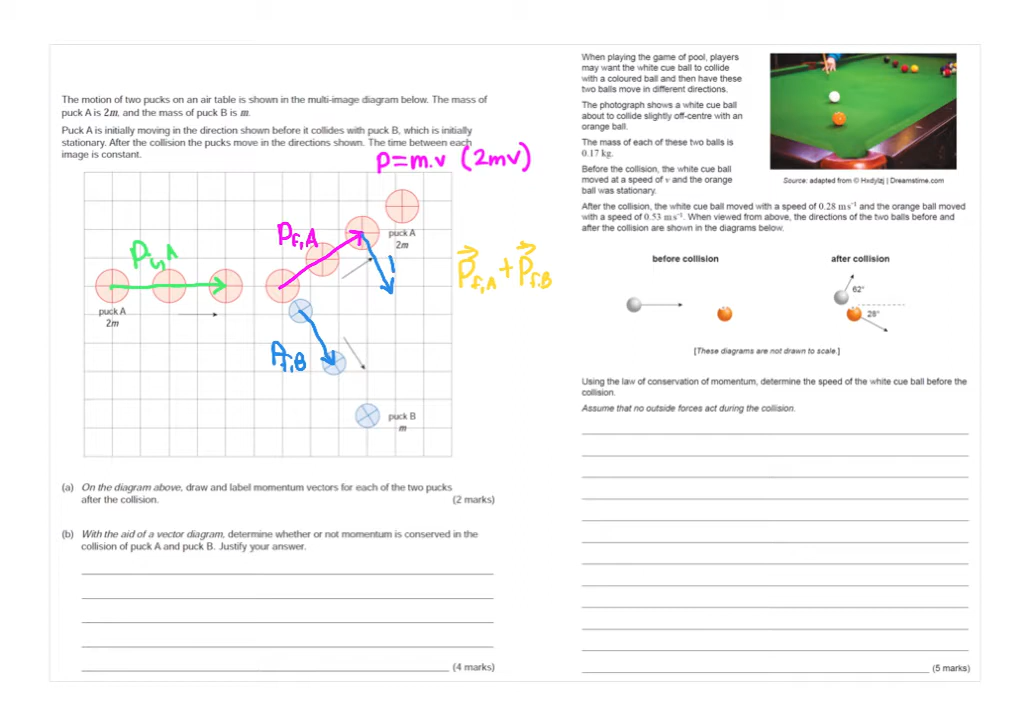 The motion of two pucks on an air table is shown in the multi-image diagram below. The mass of
puck A is 2m, and the mass of puck B is m.
Puck A is initially moving in the direction shown before it collides with puck B, which is initially
stationary. After the collision the pucks move in the directions shown. The time between each
image is constant.
p=m.v (2mv)
P f,A
puck A
2m
puck A
2m
P⃗f,A + P⃗f,B
puck B
m
(a) On the diagram above, draw and label momentum vectors for each of the two pucks
after the collision.
(2 marks)
(b) With the aid of a vector diagram, determine whether or not momentum is conserved in the
collision of puck A and puck B. Justify your answer.
(4 marks)
When playing the game of pool, players
may want the white cue ball to collide
with a coloured ball and then have these
two balls move in different directions.
The photograph shows a white cue ball
about to collide slightly off-centre with an
orange ball.
The mass of each of these two balls is
0.17 kg.
Before the collision, the white cue ball
moved at a speed of v and the orange
ball was stationary.
Source: adapted from © Hxdylzj | Dreamstime.com
After the collision, the white cue ball moved with a speed of 0.28 m s⁻¹ and the orange ball moved
with a speed of 0.53 m s⁻¹. When viewed from above, the directions of the two balls before and
after the collision are shown in the diagrams below.
before collision
after collision
62°
28°
[These diagrams are not drawn to scale.]
Using the law of conservation of momentum, determine the speed of the white cue ball before the
collision.
Assume that no outside forces act during the collision.
(5 marks)